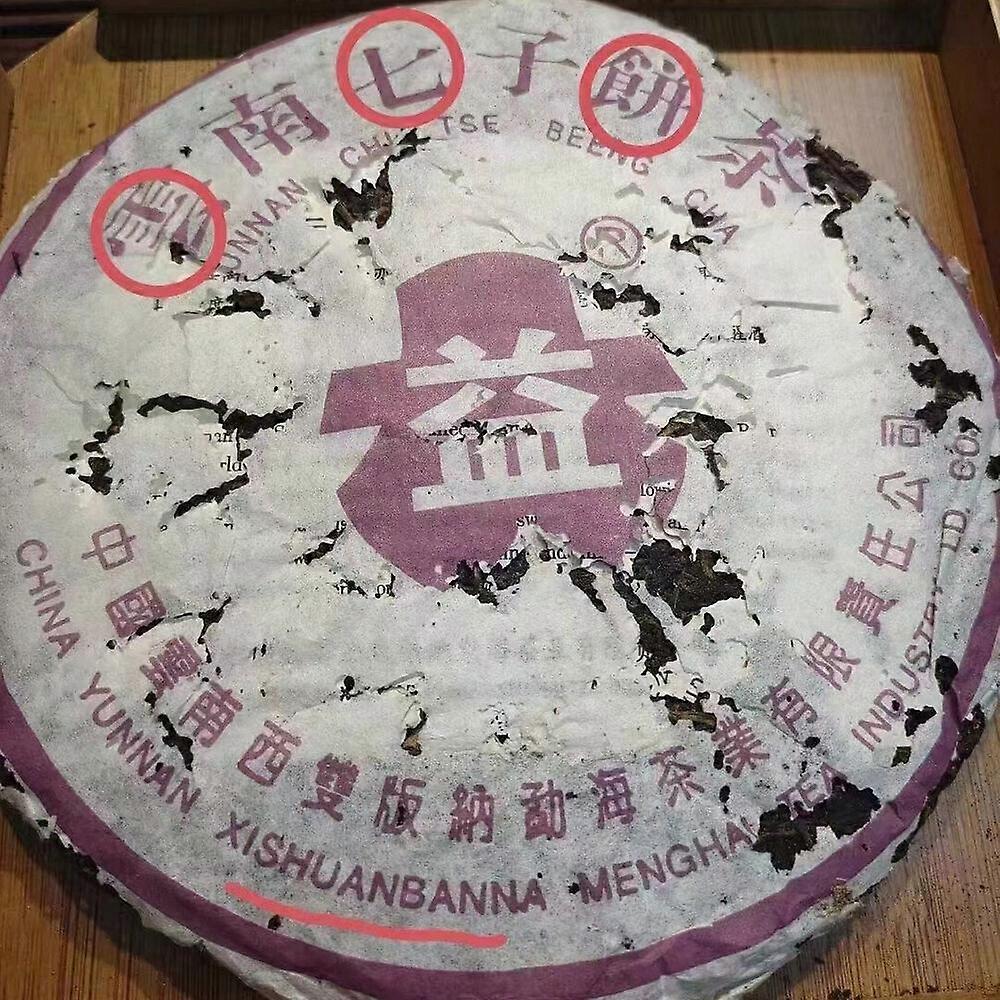 雲南七子餅茶
YUNNAN CHI TSE BEENG CHA
R
益
中國雲南西雙版納勐海茶業有限責任公司
CHINA YUNNAN XISHUANBANNA MENGHAI TEA INDUSTRY CO